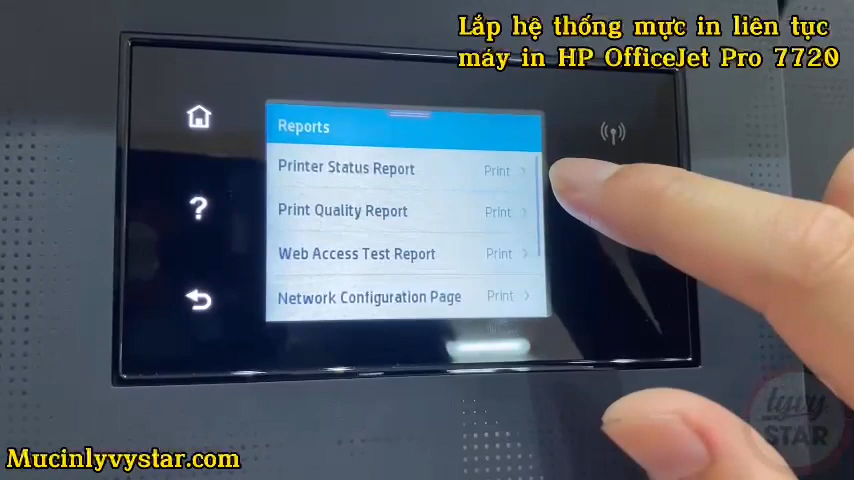 Lắp hệ thống mực in liên tục
máy in HP OfficeJet Pro 7720
Reports
Printer Status Report Print
Print Quality Report Print
Web Access Test Report Print
Network Configuration Page Print
lyvy
STAR
Mucinlyvystar.com